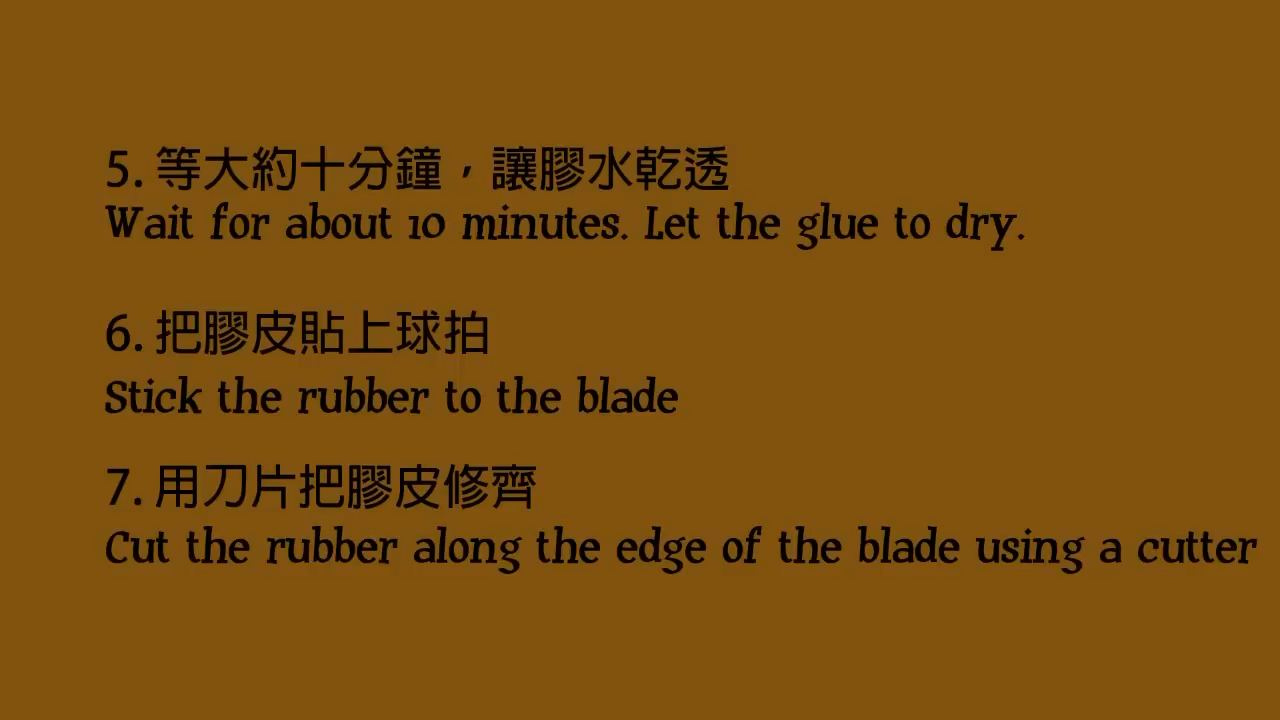 5. 等大約十分鐘，讓膠水乾透
Wait for about 10 minutes. Let the glue to dry.
6. 把膠皮貼上球拍
Stick the rubber to the blade
7. 用刀片把膠皮修齊
Cut the rubber along the edge of the blade using a cutter